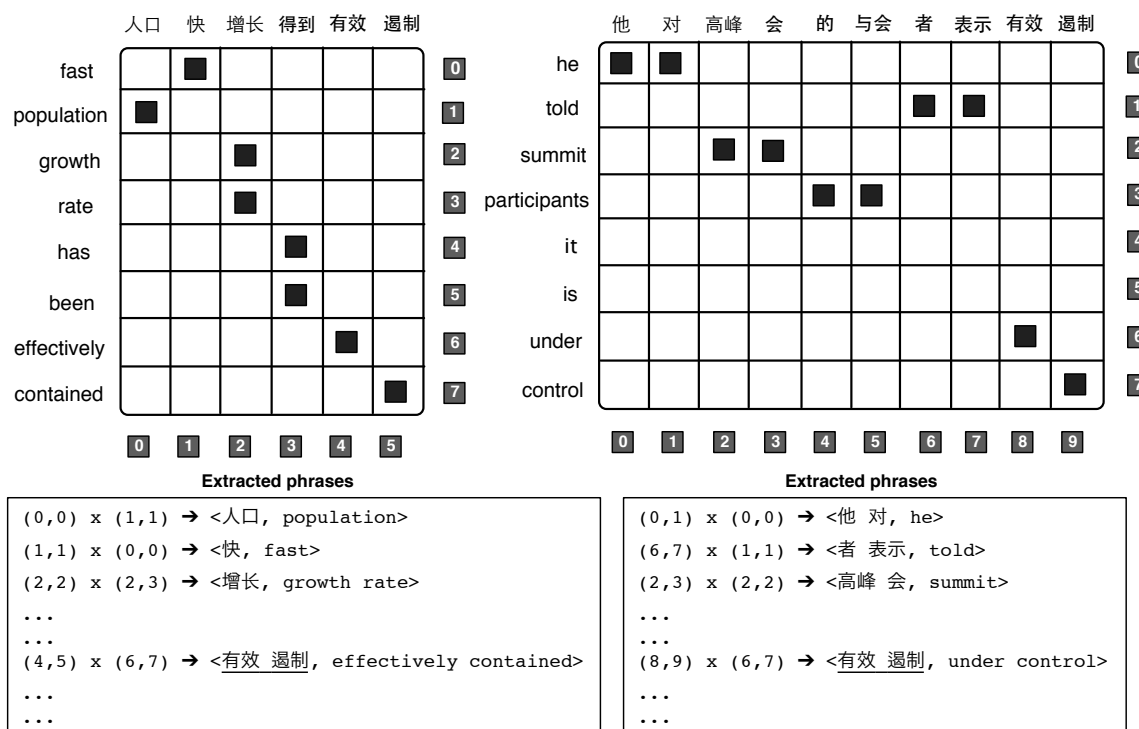 人口 快 增长 得到 有效 遏制
fast 0
population 1
growth 2
rate 3
has 4
been 5
effectively 6
contained 7
0 1 2 3 4 5
Extracted phrases
(0,0) x (1,1) ➔ <人口, population>
(1,1) x (0,0) ➔ <快, fast>
(2,2) x (2,3) ➔ <增长, growth rate>
...
...
(4,5) x (6,7) ➔ <有效 遏制, effectively contained>
...
...
他 对 高峰 会 的 与会 者 表示 有效 遏制
he 0
told 1
summit 2
participants 3
it 4
is 5
under 6
control 7
0 1 2 3 4 5 6 7 8 9
Extracted phrases
(0,1) x (0,0) ➔ <他 对, he>
(6,7) x (1,1) ➔ <者 表示, told>
(2,3) x (2,2) ➔ <高峰 会, summit>
...
...
(8,9) x (6,7) ➔ <有效 遏制, under control>
...
...